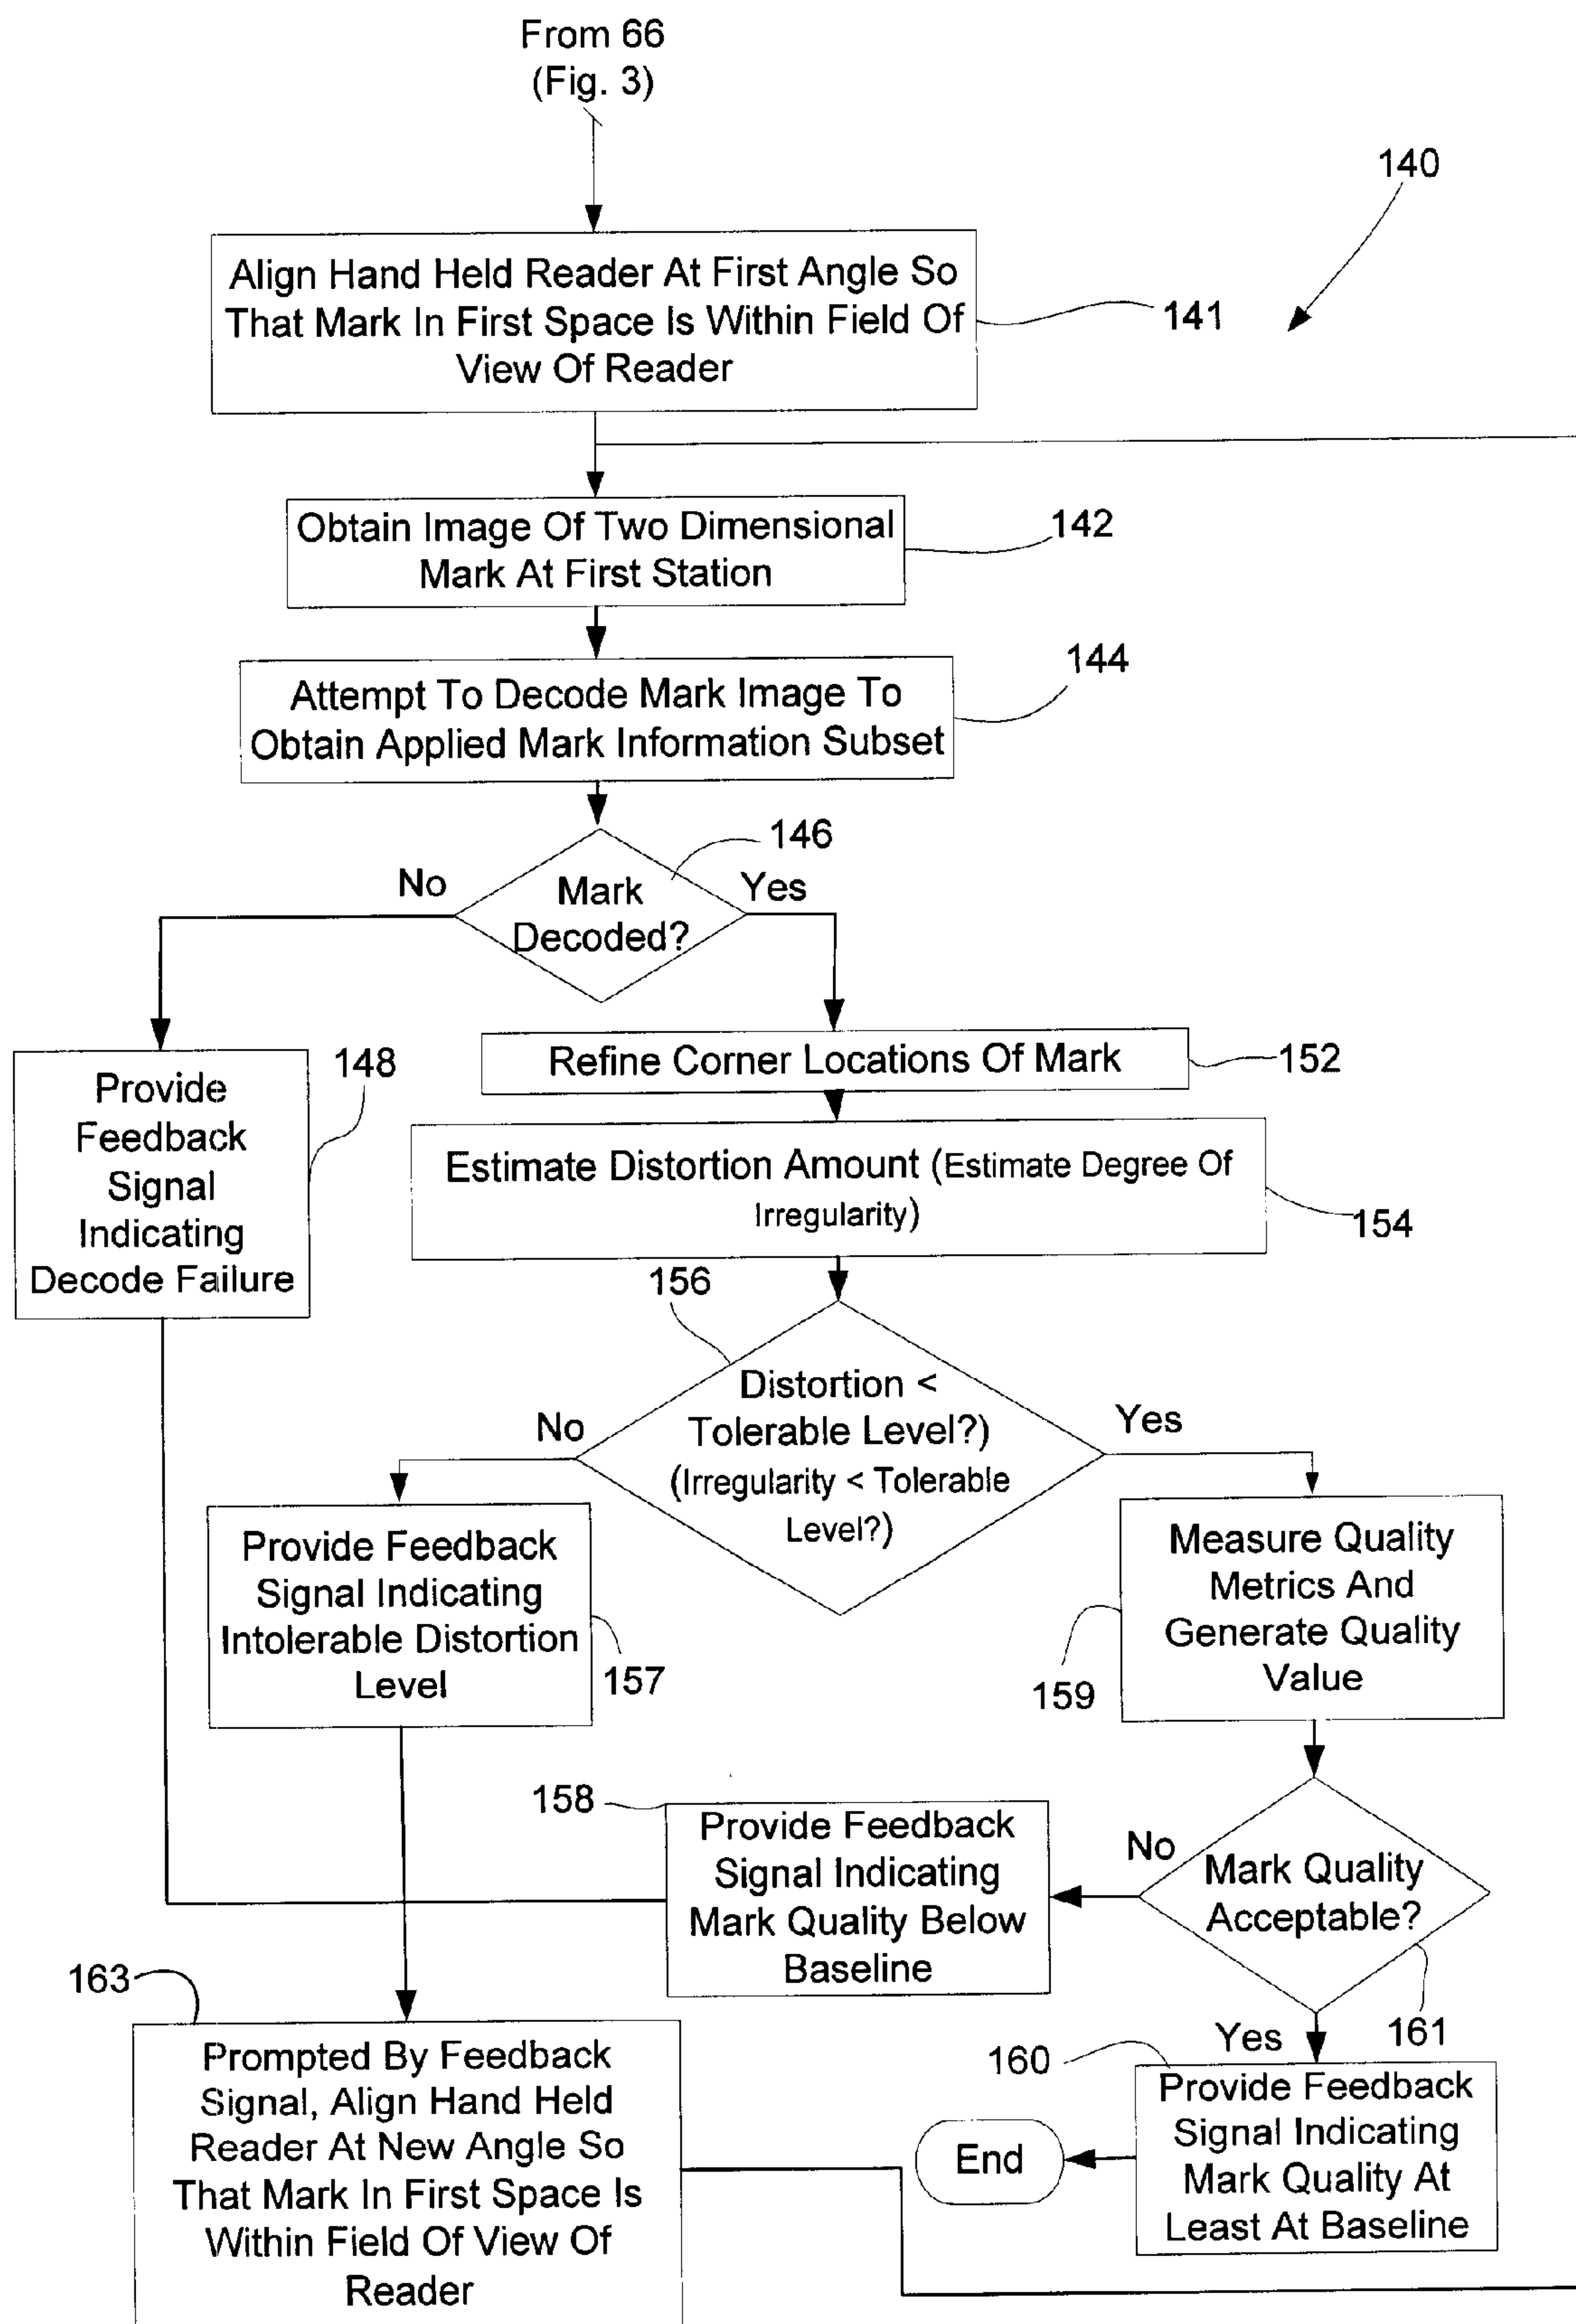 From 66
(Fig. 3)
140
Align Hand Held Reader At First Angle So
That Mark In First Space Is Within Field Of
View Of Reader
141
Obtain Image Of Two Dimensional
Mark At First Station
142
Attempt To Decode Mark Image To
Obtain Applied Mark Information Subset
144
146
No
Mark
Decoded?
Yes
Provide
Feedback
Signal
Indicating
Decode Failure
148
Refine Corner Locations Of Mark
152
Estimate Distortion Amount (Estimate Degree Of
Irregularity)
154
156
Distortion <
Tolerable Level?)
(Irregularity < Tolerable
Level?)
No
Yes
Provide Feedback
Signal Indicating
Intolerable Distortion
Level
157
Measure Quality
Metrics And
Generate Quality
Value
159
158
Provide Feedback
Signal Indicating
Mark Quality Below
Baseline
No
Mark Quality
Acceptable?
161
Yes
163
Prompted By Feedback
Signal, Align Hand Held
Reader At New Angle So
That Mark In First Space Is
Within Field Of View Of
Reader
160
Provide Feedback
Signal Indicating
Mark Quality At
Least At Baseline
End